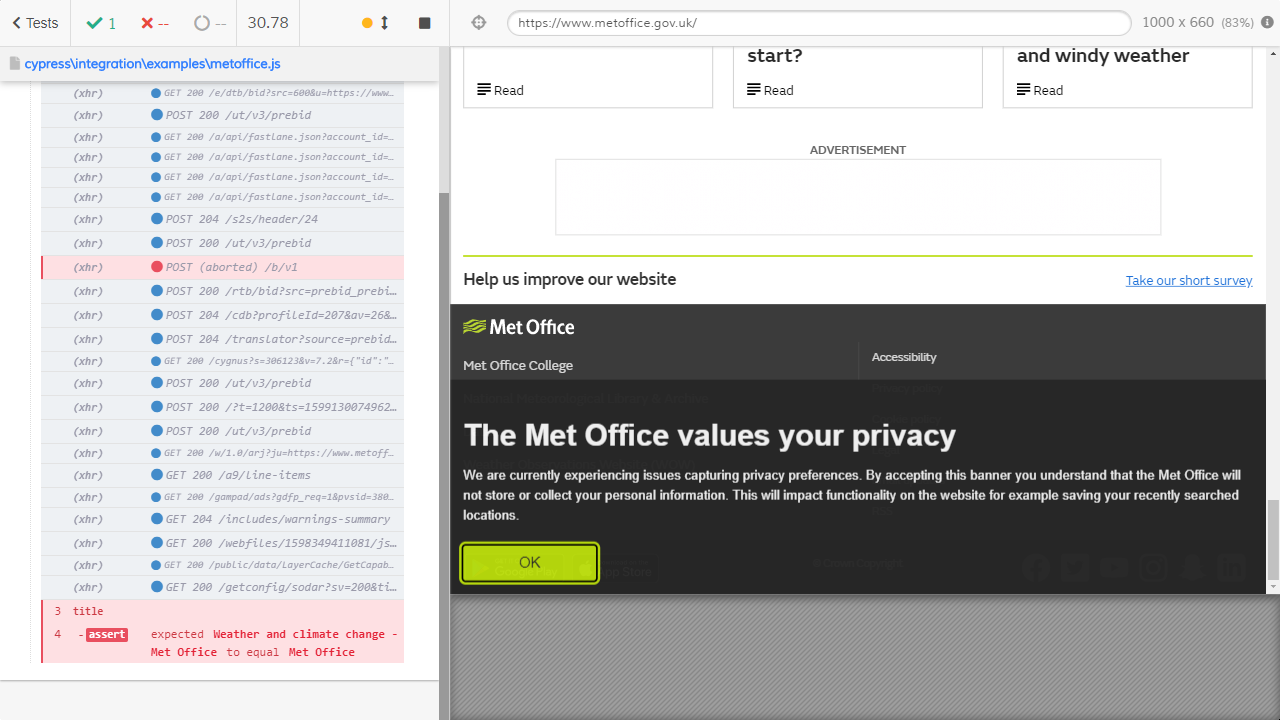 Tests
1
--
--
30.78
https://www.metoffice.gov.uk/
1000 x 660 (83%)
cypress\integration\examples\metoffice.js
(xhr) GET 200 /e/dtb/bid?src=600&u=https://www…
(xhr) POST 200 /ut/v3/prebid
(xhr) GET 200 /a/api/fastlane.json?account_id=…
(xhr) GET 200 /a/api/fastlane.json?account_id=…
(xhr) GET 200 /a/api/fastlane.json?account_id=…
(xhr) GET 200 /a/api/fastlane.json?account_id=…
(xhr) POST 204 /s2s/header/24
(xhr) POST 200 /ut/v3/prebid
(xhr) POST (aborted) /b/v1
(xhr) POST 200 /rtb/bid?src=prebid_prebi…
(xhr) POST 204 /cdb?profileId=207&av=26&…
(xhr) POST 204 /translator?source=prebid…
(xhr) GET 200 /cygnus?s=306123&v=7.2&r={"id":"…
(xhr) POST 200 /ut/v3/prebid
(xhr) POST 200 /?t=1200&ts=1599130074962…
(xhr) POST 200 /ut/v3/prebid
(xhr) GET 200 /w/1.0/arj?ju=https://www.metoff…
(xhr) GET 200 /a9/line-items
(xhr) GET 200 /gampad/ads?gdfp_req=1&pvsid=380…
(xhr) GET 204 /includes/warnings-summary
(xhr) GET 200 /webfiles/1598349411081/js…
(xhr) GET 200 /public/data/LayerCache/GetCapab…
(xhr) GET 200 /getconfig/sodar?sv=200&ti…
3 title
4 - assert expected Weather and climate change -
Met Office to equal Met Office
start?
and windy weather
Read
Read
Read
ADVERTISEMENT
Help us improve our website
Take our short survey
Met Office
Met Office College
Accessibility
The Met Office values your privacy
We are currently experiencing issues capturing privacy preferences. By accepting this banner you understand that the Met Office will
not store or collect your personal information. This will impact functionality on the website for example saving your recently searched
locations.
OK